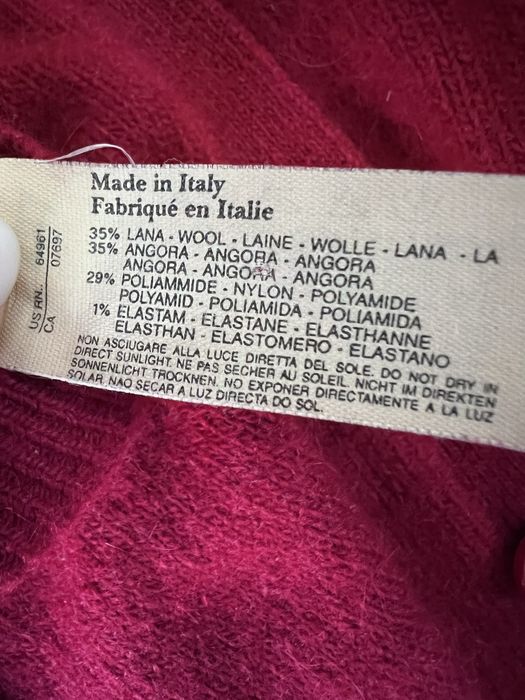 Made in Italy
Fabriqué en Italie
35% LANA - WOOL - LAINE - WOLLE - LANA - LA
35% ANGORA - ANGORA - ANGORA
ANGORA - ANGORA - ANGORA
29% POLIAMMIDE - NYLON - POLYAMIDE
POLYAMID - POLIAMIDA - POLIAMIDA
1% ELASTAM - ELASTANE - ELASTHANNE
ELASTHAN - ELASTOMERO - ELASTANO
NON ASCIUGARE ALLA LUCE DIRETTA DEL SOLE. DO NOT DRY IN
DIRECT SUNLIGHT. NE PAS SECHER AU SOLEIL. NICHT IM DIREKTEN
SONNENLICHT TROCKNEN. NO EXPONER DIRECTAMENTE A LA LUZ
SOLAR. NAO SECAR A LUZ DIRECTA DO SOL.
US RN. 64961
CA 07697